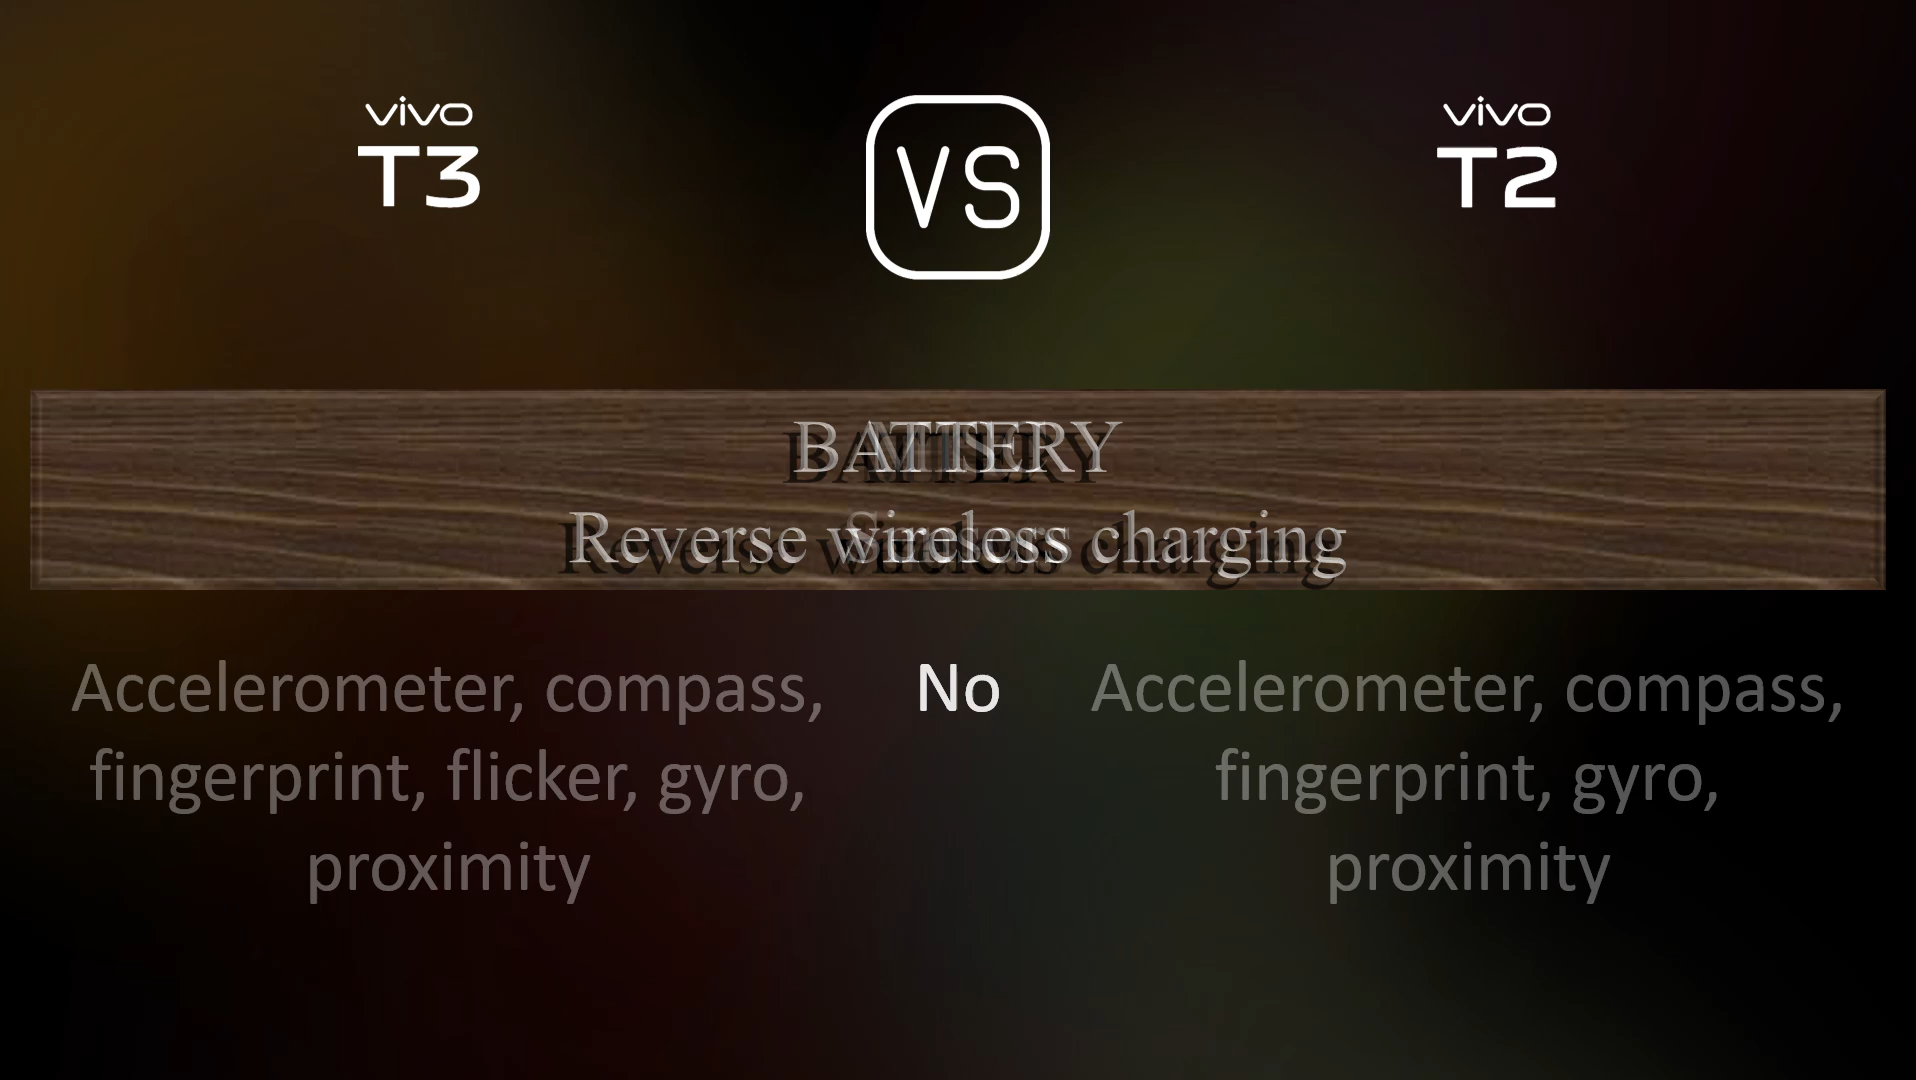 vivo
T3
VS
vivo
T2
BATTERY
Reverse wireless charging
Sensors
Accelerometer, compass,
fingerprint, flicker, gyro,
proximity
No
Accelerometer, compass,
fingerprint, gyro,
proximity